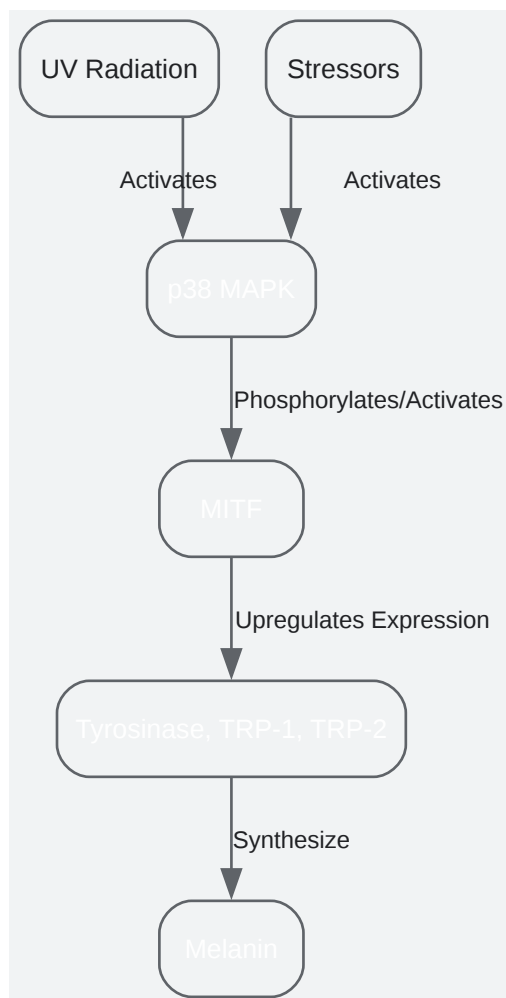 UV Radiation
Stressors
Activates
Activates
p38 MAPK
Phosphorylates/Activates
MITF
Upregulates Expression
Tyrosinase, TRP-1, TRP-2
Synthesize
Melanin